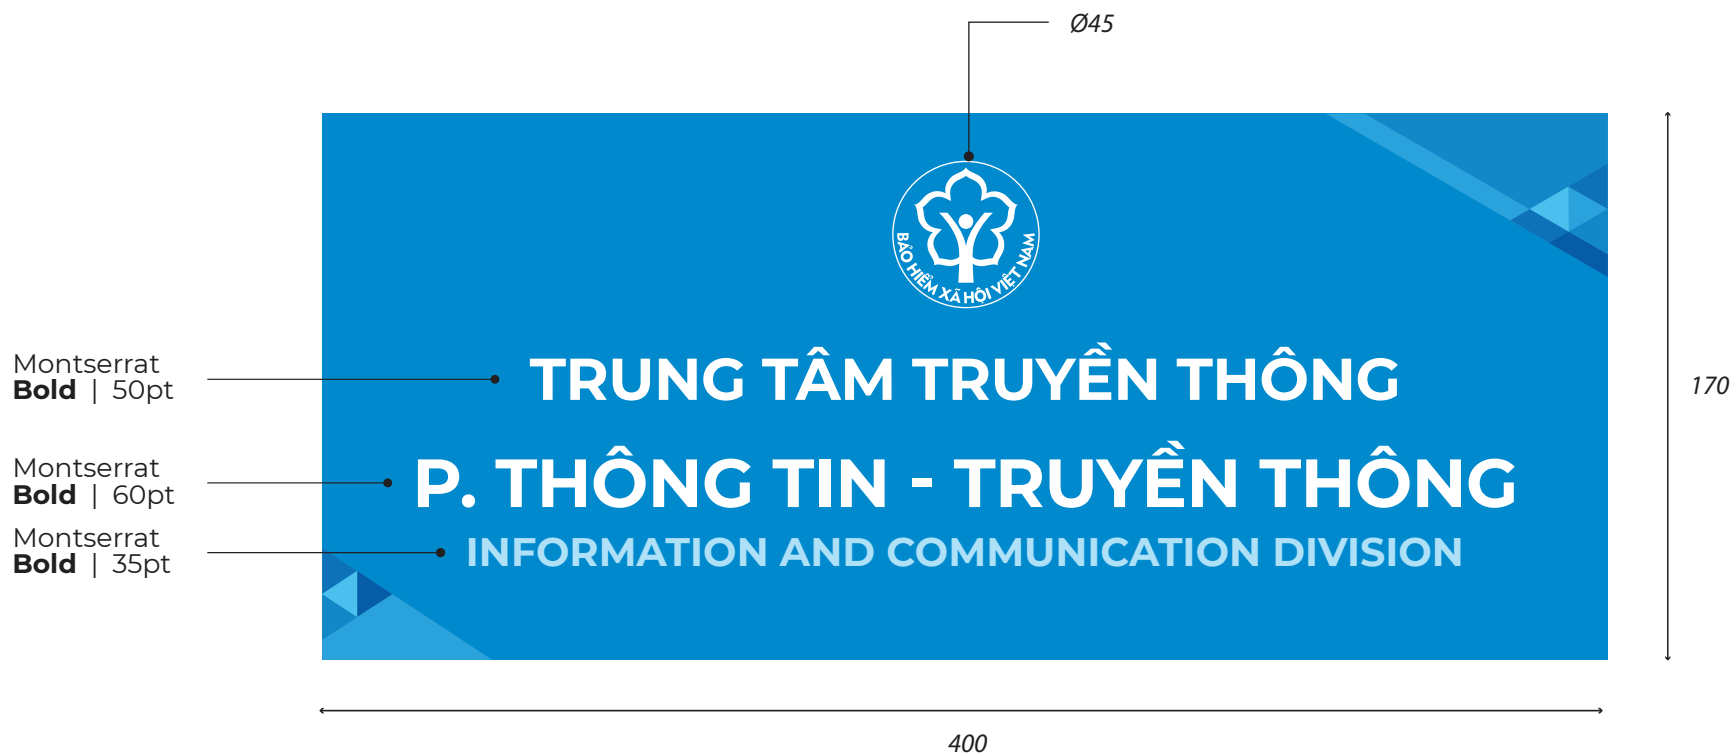 Ø45
BẢO HIỂM XÃ HỘI VIỆT NAM
TRUNG TÂM TRUYỀN THÔNG
P. THÔNG TIN - TRUYỀN THÔNG
INFORMATION AND COMMUNICATION DIVISION
Montserrat
Bold | 50pt
Montserrat
Bold | 60pt
Montserrat
Bold | 35pt
170
400